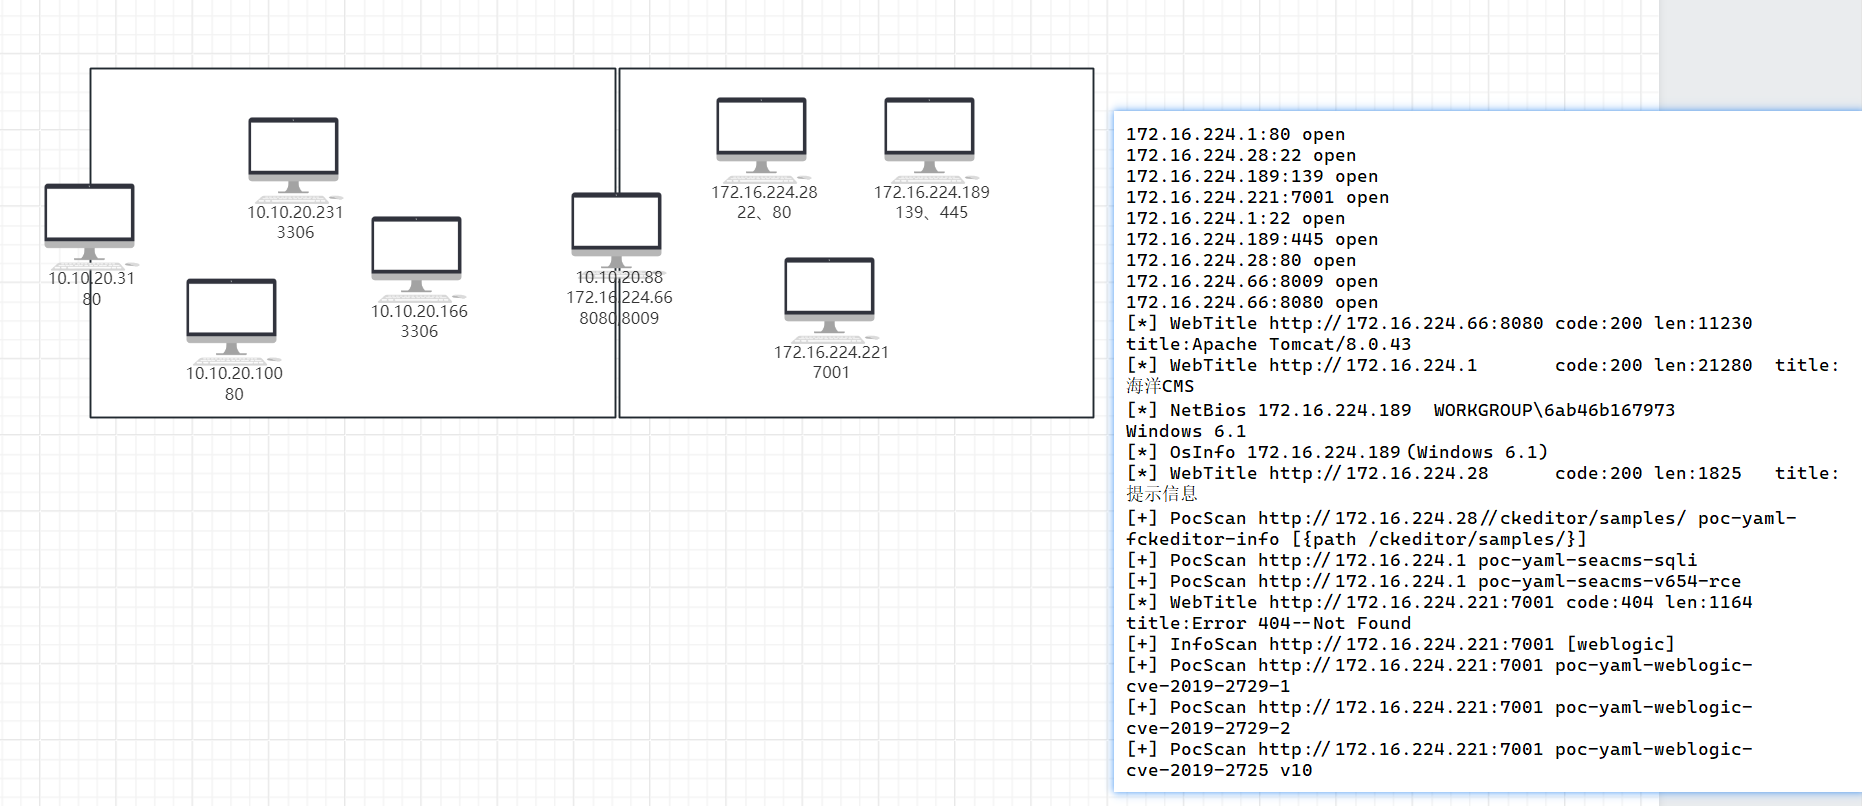 10.10.20.31
80
10.10.20.231
3306
10.10.20.100
80
10.10.20.166
3306
10.10.20.88
172.16.224.66
8080,8009
172.16.224.28
22、80
172.16.224.189
139、445
172.16.224.221
7001
172.16.224.1:80 open
172.16.224.28:22 open
172.16.224.189:139 open
172.16.224.221:7001 open
172.16.224.1:22 open
172.16.224.189:445 open
172.16.224.28:80 open
172.16.224.66:8009 open
172.16.224.66:8080 open
[*] WebTitle http://172.16.224.66:8080 code:200 len:11230
title:Apache Tomcat/8.0.43
[*] WebTitle http://172.16.224.1 code:200 len:21280 title:
海洋CMS
[*] NetBios 172.16.224.189 WORKGROUP\6ab46b167973
Windows 6.1
[*] OsInfo 172.16.224.189 (Windows 6.1)
[*] WebTitle http://172.16.224.28 code:200 len:1825 title:
提示信息
[+] PocScan http://172.16.224.28//ckeditor/samples/ poc-yaml-
fckeditor-info [{path /ckeditor/samples/}]
[+] PocScan http://172.16.224.1 poc-yaml-seacms-sqli
[+] PocScan http://172.16.224.1 poc-yaml-seacms-v654-rce
[*] WebTitle http://172.16.224.221:7001 code:404 len:1164
title:Error 404--Not Found
[+] InfoScan http://172.16.224.221:7001 [weblogic]
[+] PocScan http://172.16.224.221:7001 poc-yaml-weblogic-
cve-2019-2729-1
[+] PocScan http://172.16.224.221:7001 poc-yaml-weblogic-
cve-2019-2729-2
[+] PocScan http://172.16.224.221:7001 poc-yaml-weblogic-
cve-2019-2725 v10